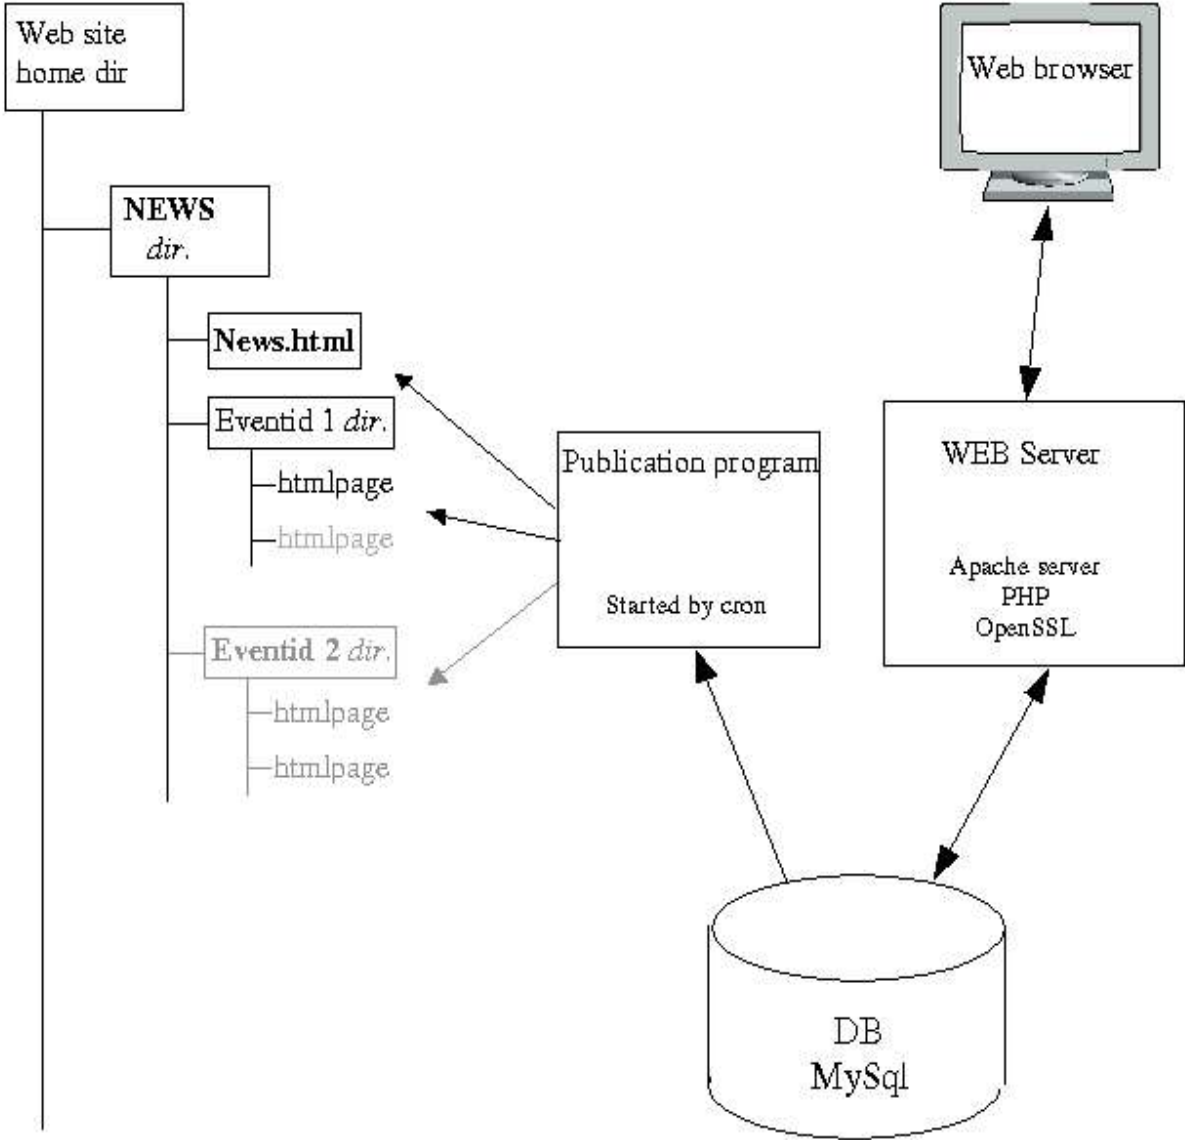 Web site
home dir
NEWS
dir.
News.html
Eventid 1 dir.
htmlpage
htmlpage
Eventid 2 dir.
htmlpage
htmlpage
Publication program
Started by cron
Web browser
WEB Server
Apache server
PHP
OpenSSL
DB
MySql